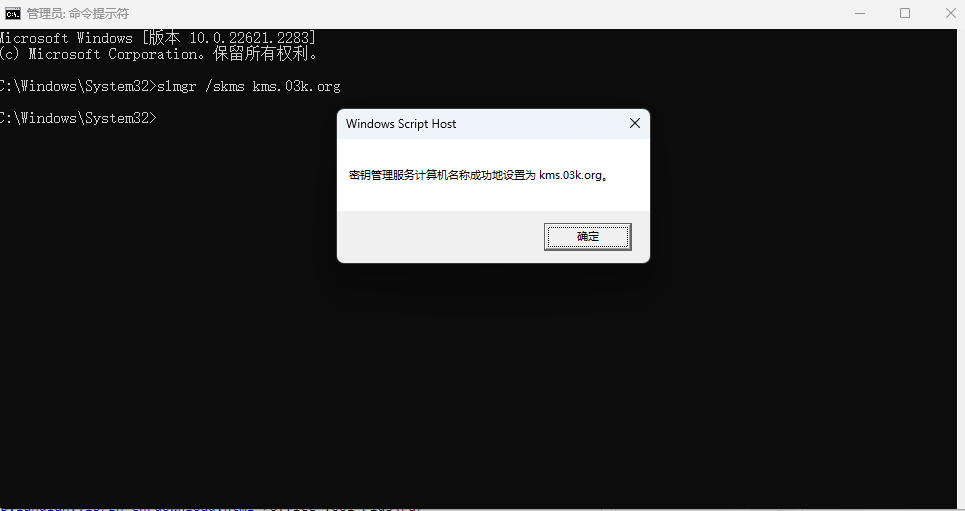 管理员: 命令提示符
Microsoft Windows [版本 10.0.22621.2283]
(c) Microsoft Corporation。保留所有权利。
C:\Windows\System32>slmgr /skms kms.03k.org
C:\Windows\System32>
Windows Script Host
密钥管理服务计算机名称成功地设置为 kms.03k.org。
确定